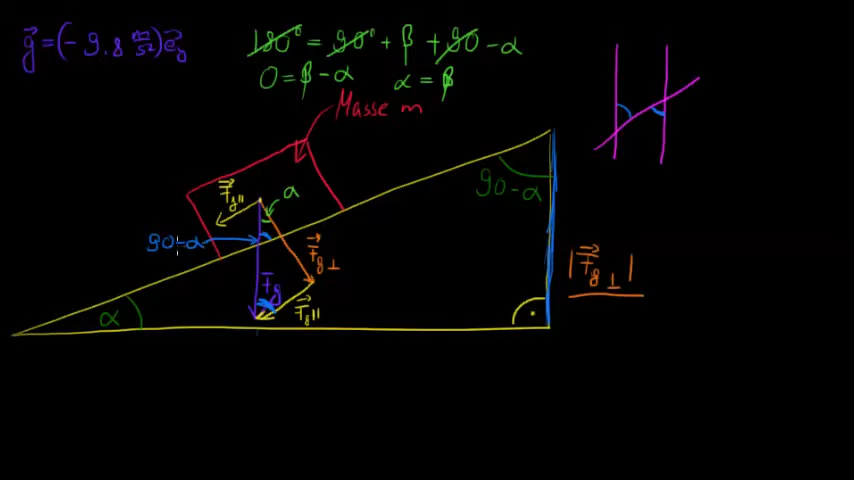 g⃗ = (- 9.8 m/s²) e⃗y
180° = 90° + β + 90 - α
0 = β - α   α = β
Masse m
90-α
F⃗g∥
α
90-α
F⃗g⊥
F⃗g
F⃗g∥
|F⃗g⊥|
α